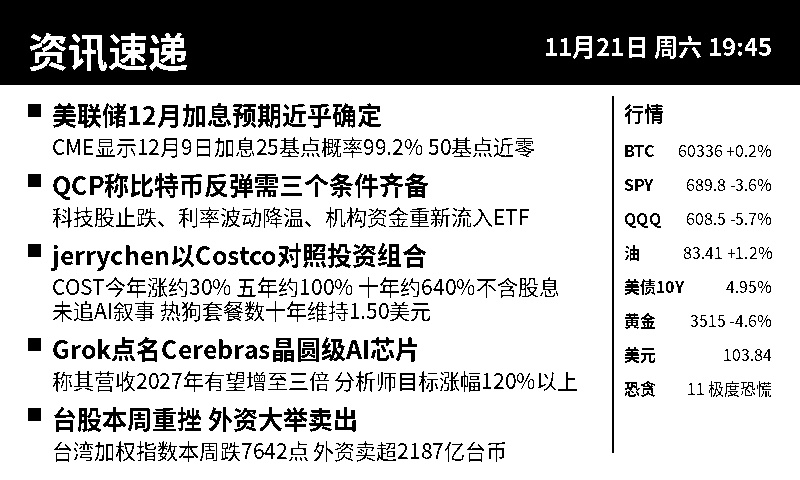 资讯速递
11月21日 周六 19:45
美联储12月加息预期近乎确定
CME显示12月9日加息25基点概率99.2% 50基点近零
QCP称比特币反弹需三个条件齐备
科技股止跌、利率波动降温、机构资金重新流入ETF
jerrychen以Costco对照投资组合
COST今年涨约30% 五年约100% 十年约640%不含股息
未追AI叙事 热狗套餐数十年维持1.50美元
Grok点名Cerebras晶圆级AI芯片
称其营收2027年有望增至三倍 分析师目标涨幅120%以上
台股本周重挫 外资大举卖出
台湾加权指数本周跌7642点 外资卖超2187亿台币
行情
BTC 60336 +0.2%
SPY 689.8 -3.6%
QQQ 608.5 -5.7%
油 83.41 +1.2%
美债10Y 4.95%
黄金 3515 -4.6%
美元 103.84
恐贪 11 极度恐慌